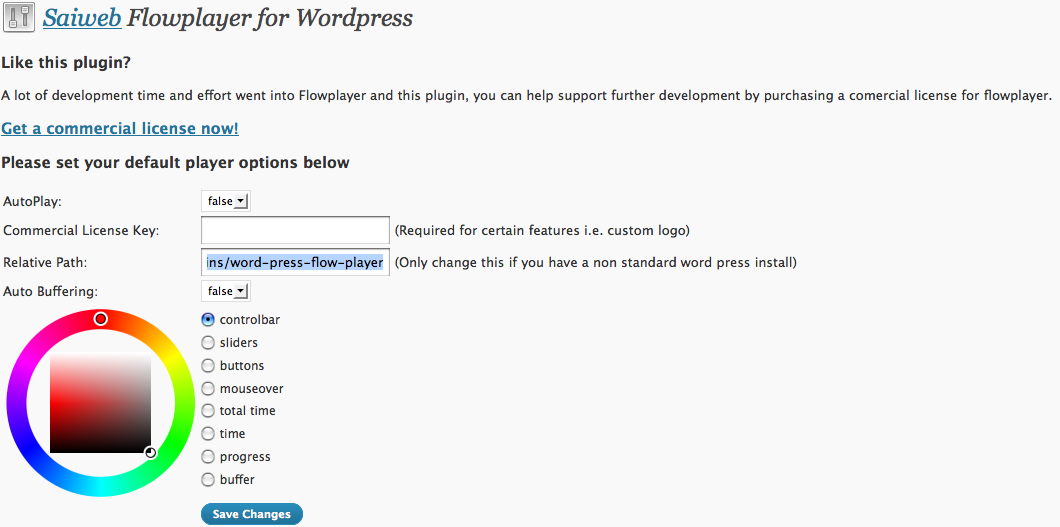 Saiweb Flowplayer for Wordpress
Like this plugin?
A lot of development time and effort went into Flowplayer and this plugin, you can help support further development by purchasing a comercial license for flowplayer.
Get a commercial license now!
Please set your default player options below
AutoPlay: false
Commercial License Key: (Required for certain features i.e. custom logo)
Relative Path: ins/word-press-flow-player (Only change this if you have a non standard word press install)
Auto Buffering: false
controlbar
sliders
buttons
mouseover
total time
time
progress
buffer
Save Changes